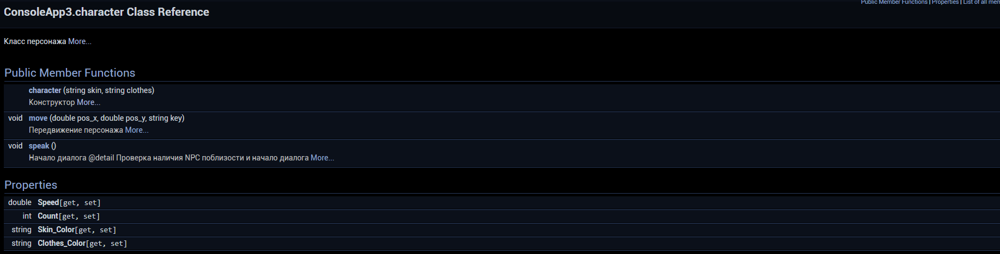 Public Member Functions | Properties | List of all mem
ConsoleApp3.character Class Reference
Класс персонажа More...
Public Member Functions
character (string skin, string clothes)
Конструктор More...
void move (double pos_x, double pos_y, string key)
Передвижение персонажа More...
void speak ()
Начало диалога @detail Проверка наличия NPC поблизости и начало диалога More...
Properties
double Speed[get, set]
int Count[get, set]
string Skin_Color[get, set]
string Clothes_Color[get, set]